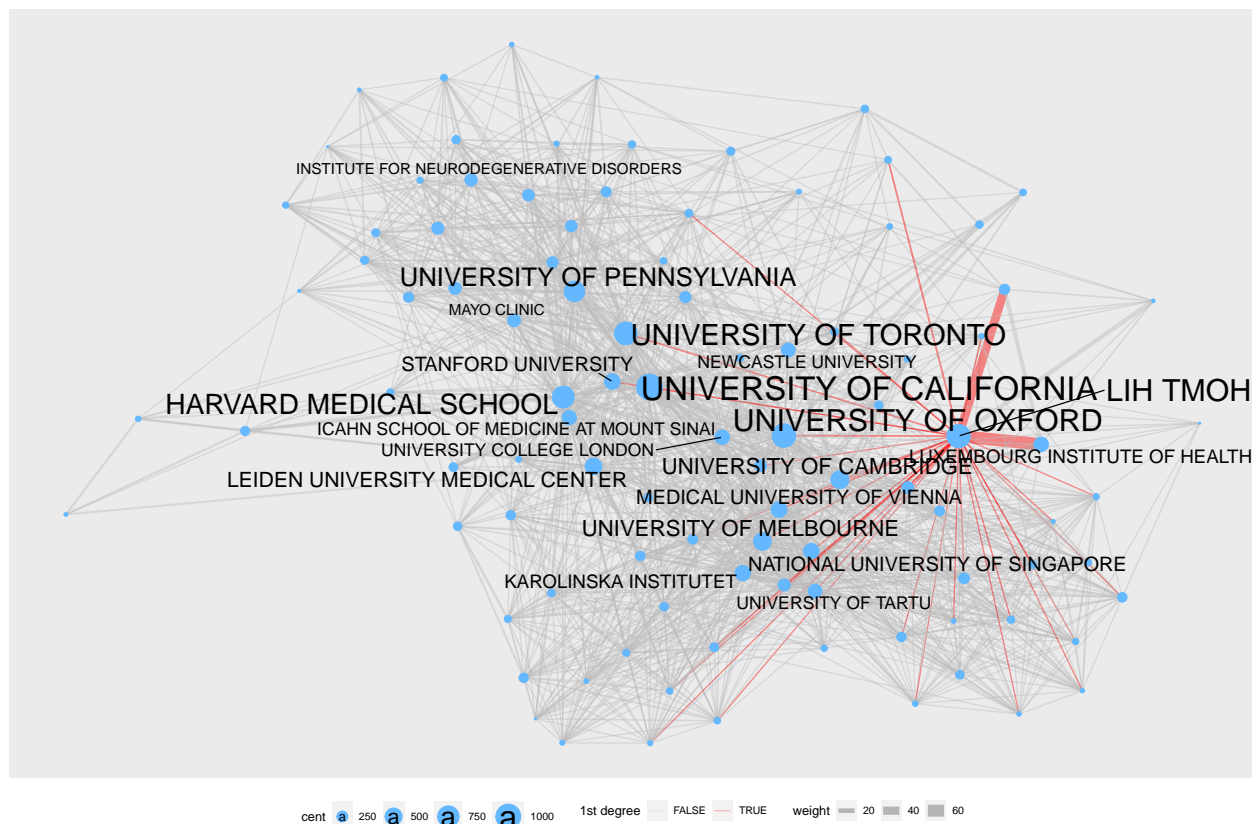 INSTITUTE FOR NEURODEGENERATIVE DISORDERS
UNIVERSITY OF PENNSYLVANIA
MAYO CLINIC
UNIVERSITY OF TORONTO
STANFORD UNIVERSITY
NEWCASTLE UNIVERSITY
UNIVERSITY OF CALIFORNIA
LIH TMOH
HARVARD MEDICAL SCHOOL
UNIVERSITY OF OXFORD
ICAHN SCHOOL OF MEDICINE AT MOUNT SINAI
UNIVERSITY COLLEGE LONDON
LUXEMBOURG INSTITUTE OF HEALTH
UNIVERSITY OF CAMBRIDGE
LEIDEN UNIVERSITY MEDICAL CENTER
MEDICAL UNIVERSITY OF VIENNA
UNIVERSITY OF MELBOURNE
NATIONAL UNIVERSITY OF SINGAPORE
KAROLINSKA INSTITUTET
UNIVERSITY OF TARTU
cent a 250 a 500 a 750 a 1000 1st degree FALSE TRUE weight 20 40 60